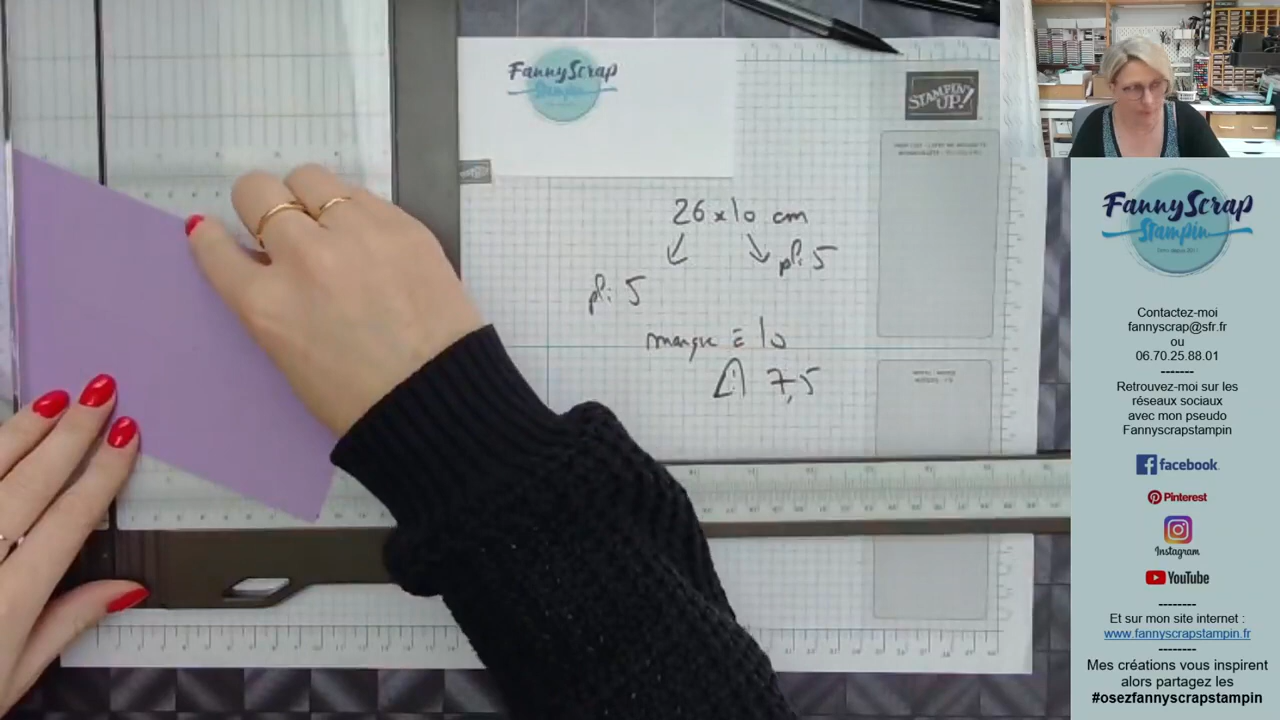 FannyScrap
Stampin
STAMPIN' UP!
26 x 10 cm
pli 5
pli 5
marque à 10
7,5
FannyScrap
Stampin
Contactez-moi
fannyscrap@sfr.fr
ou
06.70.25.88.01
-------
Retrouvez-moi sur les
réseaux sociaux
avec mon pseudo
Fannyscrapstampin
facebook
Pinterest
Instagram
YouTube
--------
Et sur mon site internet :
www.fannyscrapstampin.fr
-------
Mes créations vous inspirent
alors partagez les
#osezfannyscrapstampin